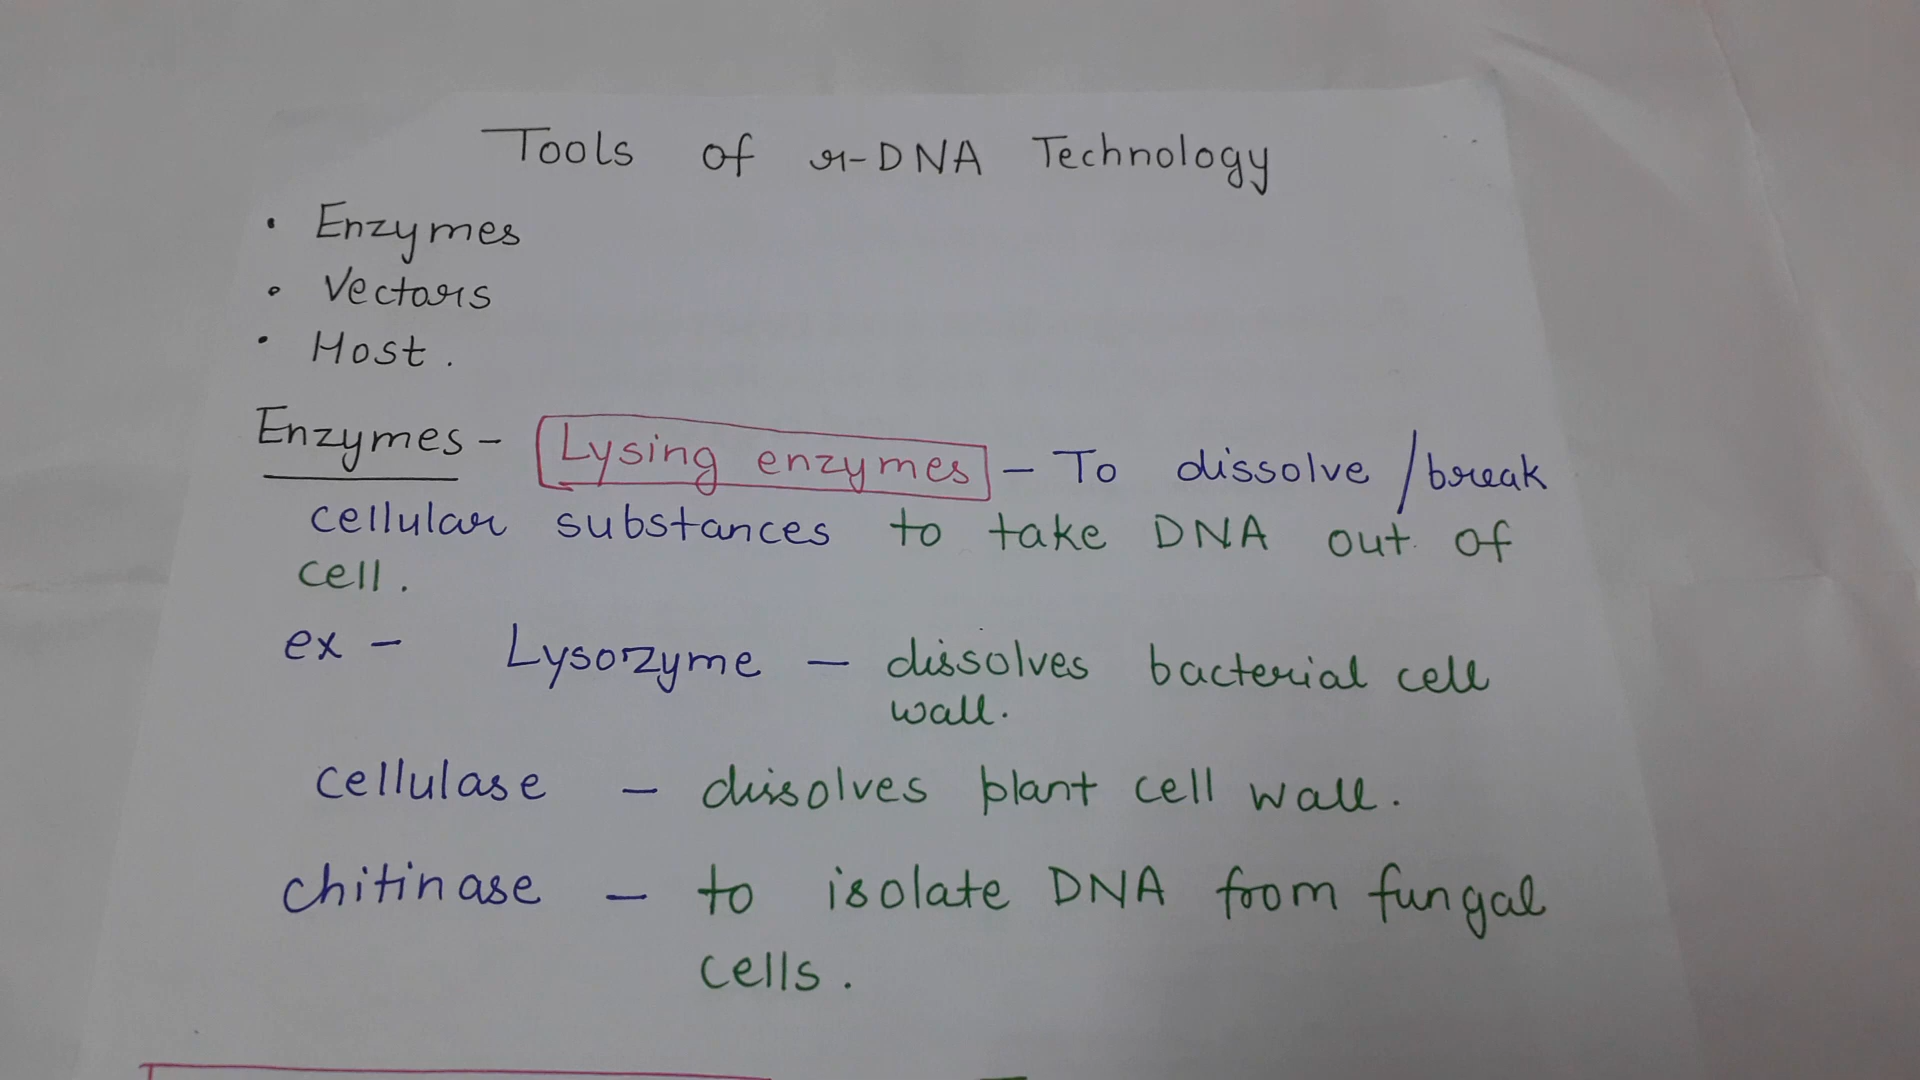 Tools of r-DNA Technology
• Enzymes
• Vectors
• Host.
Enzymes - Lysing enzymes - To dissolve / break
cellular substances to take DNA out of
cell.
ex - Lysozyme - dissolves bacterial cell
wall.
cellulase - dissolves plant cell wall.
chitinase - to isolate DNA from fungal
cells.